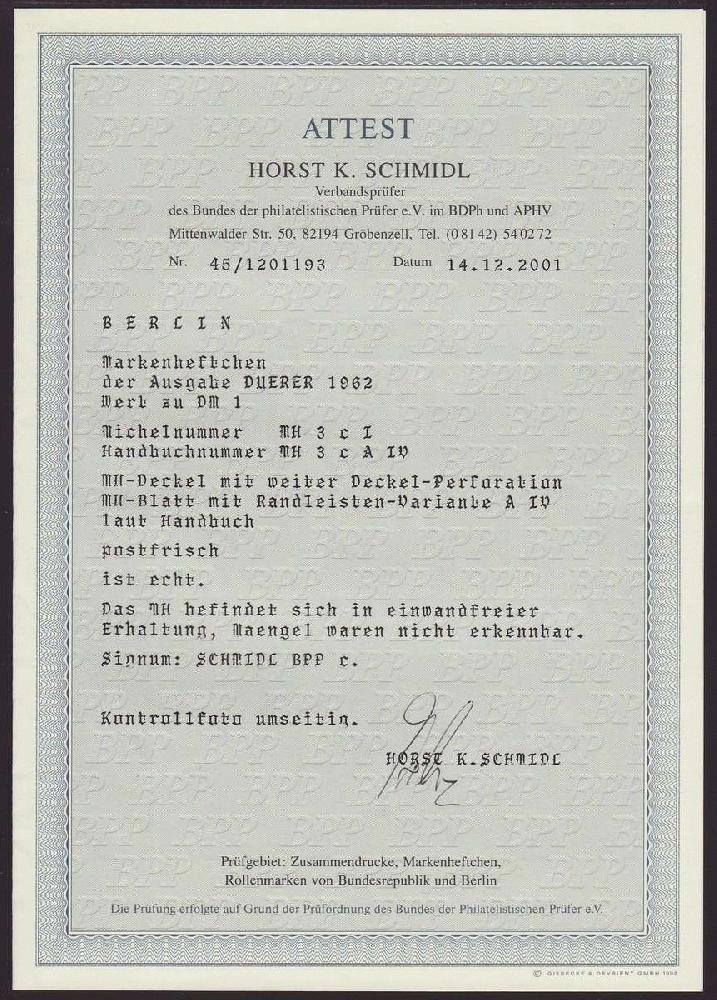 ATTEST
HORST K. SCHMIDL
Verbandsprüfer
des Bundes der philatelistischen Prüfer e.V. im BDPh und APHV
Mittenwalder Str. 50, 82194 Gröbenzell, Tel. (08142) 540272
Nr. 45/1201193 Datum 14.12.2001
BERLIN
Markenheftchen
der Ausgabe DUERER 1962
Wert zu DM 1
Michelnummer MH 3 c I
Handbuchnummer MH 3 c A IV
MH-Deckel mit weiter Deckel-Perforation
MH-Blatt mit Randleisten-Variante A IV
laut Handbuch
postfrisch
ist echt.
Das MH befindet sich in einwandfreier
Erhaltung, Maengel waren nicht erkennbar.
Signum: SCHMIDL BPP c.
Kontrollfoto umseitig.
HORST K.SCHMIDL
Prüfgebiet: Zusammendrucke, Markenheftchen,
Rollenmarken von Bundesrepublik und Berlin
Die Prüfung erfolgte auf Grund der Prüfordnung des Bundes der Philatelistischen Prüfer e.V.
© GIESECKE & DEVRIENT GMBH